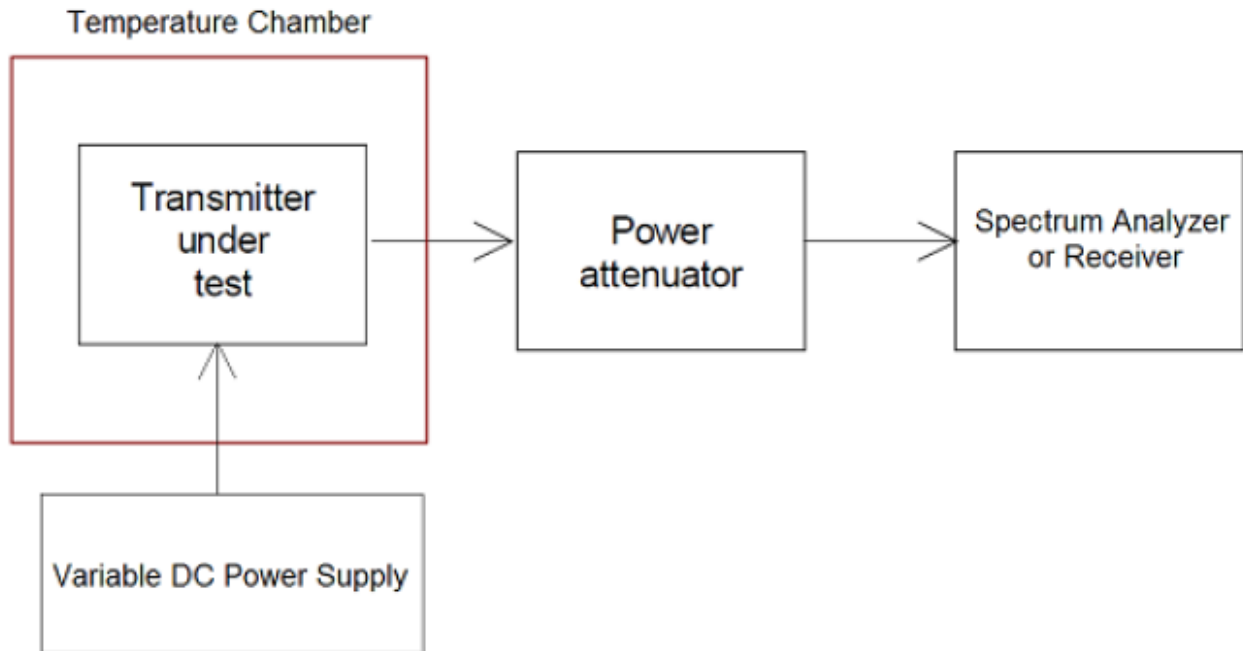 Temperature Chamber
Transmitter
under
test
Power
attenuator
Spectrum Analyzer
or Receiver
Variable DC Power Supply